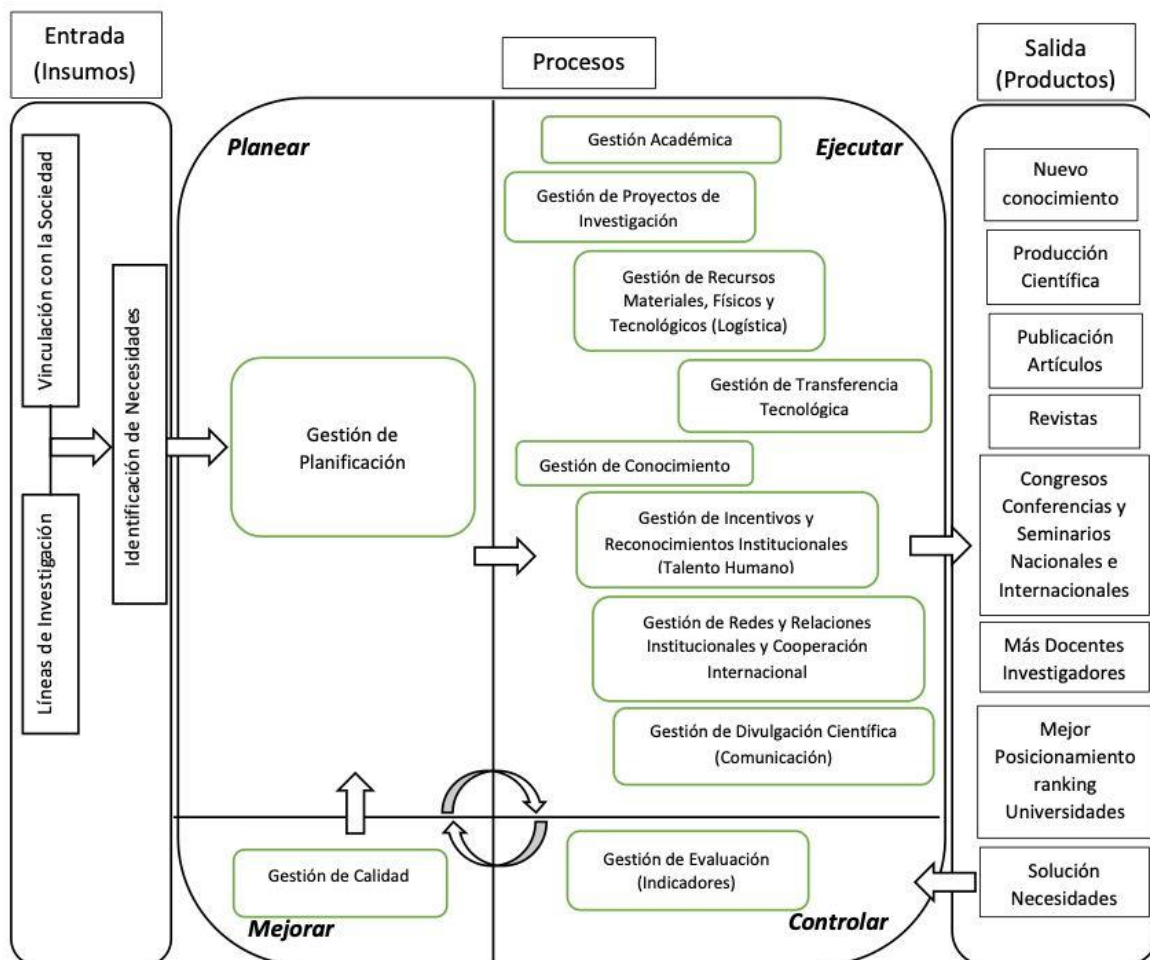 Entrada
(Insumos)
Procesos
Salida
(Productos)
Vinculación con la Sociedad
Líneas de Investigación
Identificación de Necesidades
Planear
Gestión de
Planificación
Ejecutar
Gestión Académica
Gestión de Proyectos de
Investigación
Gestión de Recursos
Materiales, Físicos y
Tecnológicos (Logística)
Gestión de Transferencia
Tecnológica
Gestión de Conocimiento
Gestión de Incentivos y
Reconocimientos Institucionales
(Talento Humano)
Gestión de Redes y Relaciones
Institucionales y Cooperación
Internacional
Gestión de Divulgación Científica
(Comunicación)
Gestión de Calidad
Mejorar
Gestión de Evaluación
(Indicadores)
Controlar
Nuevo
conocimiento
Producción
Científica
Publicación
Artículos
Revistas
Congresos
Conferencias y
Seminarios
Nacionales e
Internacionales
Más Docentes
Investigadores
Mejor
Posicionamiento
ranking
Universidades
Solución
Necesidades